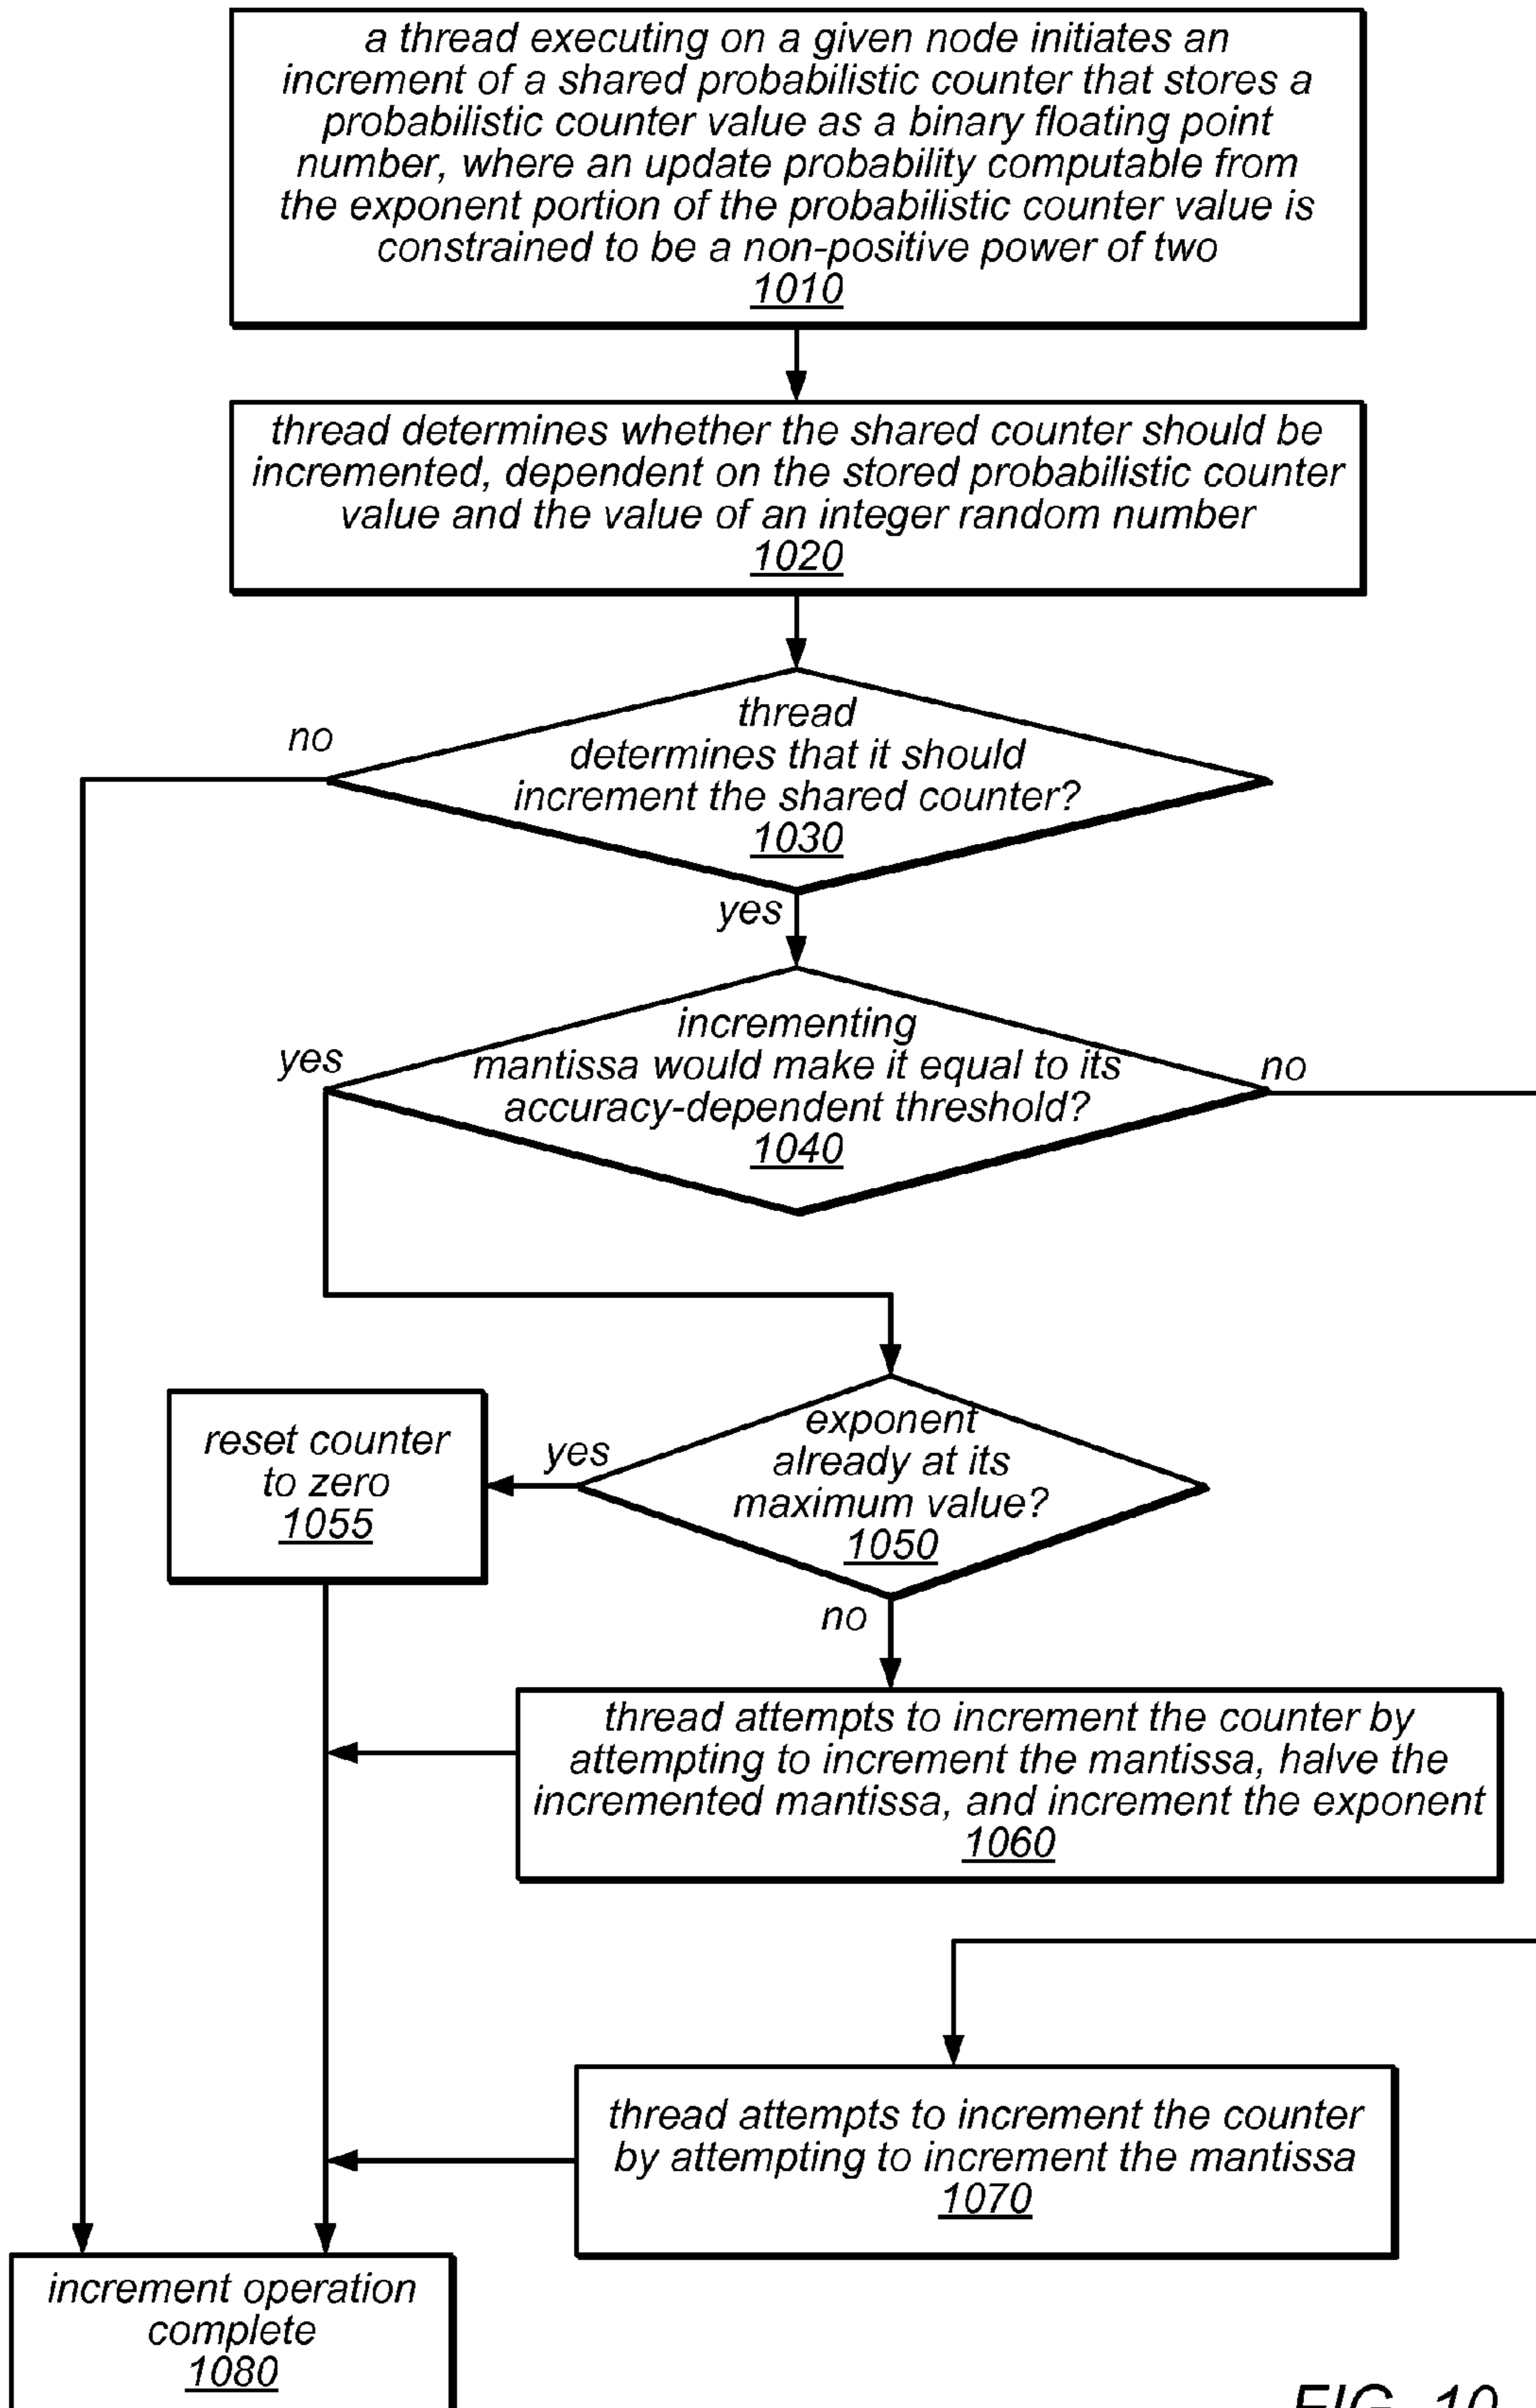 a thread executing on a given node initiates an
increment of a shared probabilistic counter that stores a
probabilistic counter value as a binary floating point
number, where an update probability computable from
the exponent portion of the probabilistic counter value is
constrained to be a non-positive power of two
1010
thread determines whether the shared counter should be
incremented, dependent on the stored probabilistic counter
value and the value of an integer random number
1020
no
thread
determines that it should
increment the shared counter?
1030
yes
yes
incrementing
mantissa would make it equal to its
accuracy-dependent threshold?
1040
no
reset counter
to zero
1055
yes
exponent
already at its
maximum value?
1050
no
thread attempts to increment the counter by
attempting to increment the mantissa, halve the
incremented mantissa, and increment the exponent
1060
thread attempts to increment the counter
by attempting to increment the mantissa
1070
increment operation
complete
1080
FIG. 10